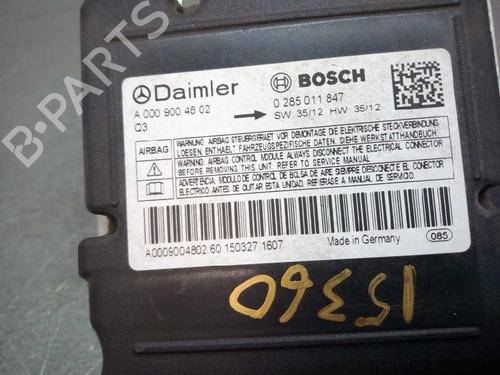 B-PARTS
Daimler
BOSCH
A 000 900 48 02
0 285 011 847
Q3
SW: 35/12 HW: 35/12
AIRBAG
WARNUNG: AIRBAG STEUERGERAET VOR DEMONTAGE DIE ELEKTRISCHE STECKVERBINDUNG
LOESEN. ENTHAELT FAHRZEUGSPEZIFISCHE DATEN. SIEHE WERKSTATTHANDBUCH
WARNING: AIRBAG CONTROL MODULE. ALWAYS DISCONNECT THE ELECTRICAL CONNECTOR
BEFORE REMOVING THIS UNIT. REFER TO SERVICE MANUAL
ADVERTENCIA: MODULO DE CONTROL DE BOLSA DE AIRE SIEMPRE DESCONECTE EL CONECTOR
ELECTRICO ANTES DE QUITAR ESTA UNIDAD. REFERIRSE A MANUAL DE SERVICIO.
A0009004802 60 150327 1607
Made in Germany
085
15360